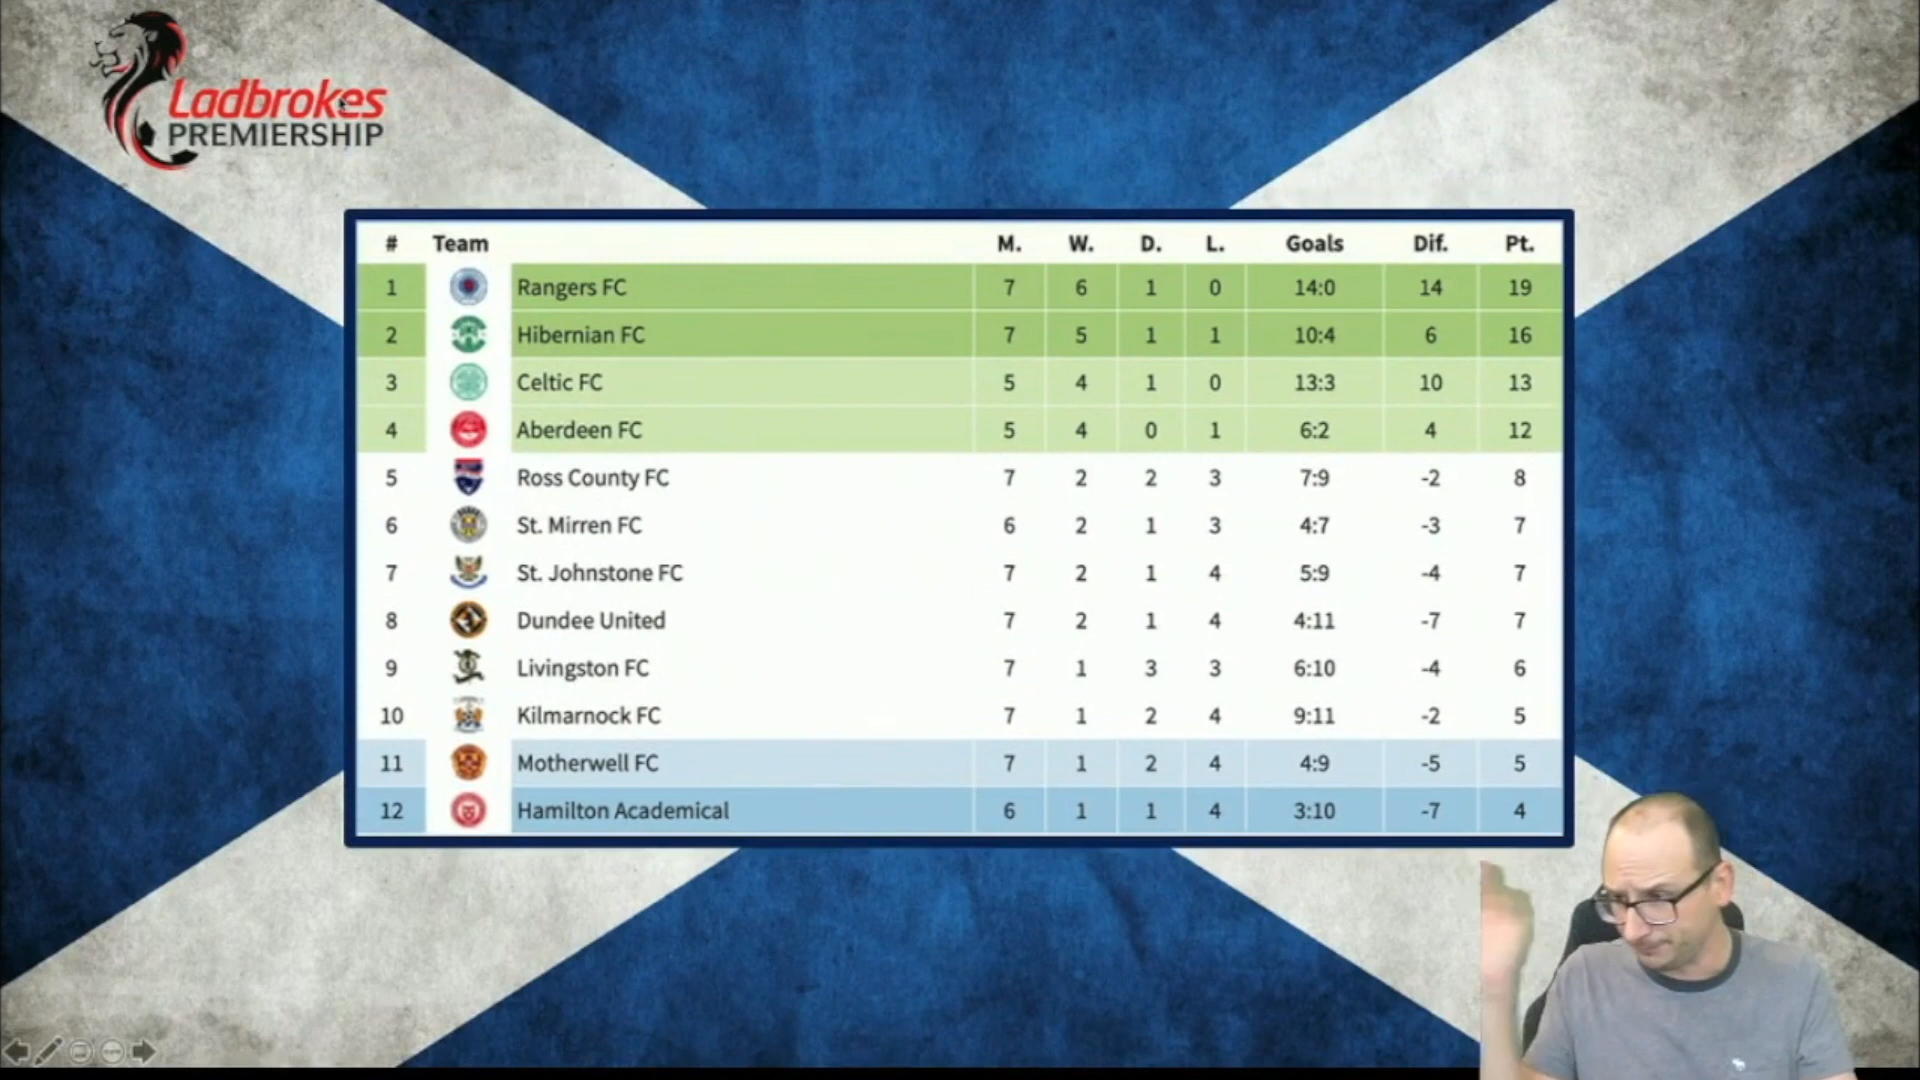 Ladbrokes
PREMIERSHIP
# Team M. W. D. L. Goals Dif. Pt.
1 Rangers FC 7 6 1 0 14:0 14 19
2 Hibernian FC 7 5 1 1 10:4 6 16
3 Celtic FC 5 4 1 0 13:3 10 13
4 Aberdeen FC 5 4 0 1 6:2 4 12
5 Ross County FC 7 2 2 3 7:9 -2 8
6 St. Mirren FC 6 2 1 3 4:7 -3 7
7 St. Johnstone FC 7 2 1 4 5:9 -4 7
8 Dundee United 7 2 1 4 4:11 -7 7
9 Livingston FC 7 1 3 3 6:10 -4 6
10 Kilmarnock FC 7 1 2 4 9:11 -2 5
11 Motherwell FC 7 1 2 4 4:9 -5 5
12 Hamilton Academical 6 1 1 4 3:10 -7 4